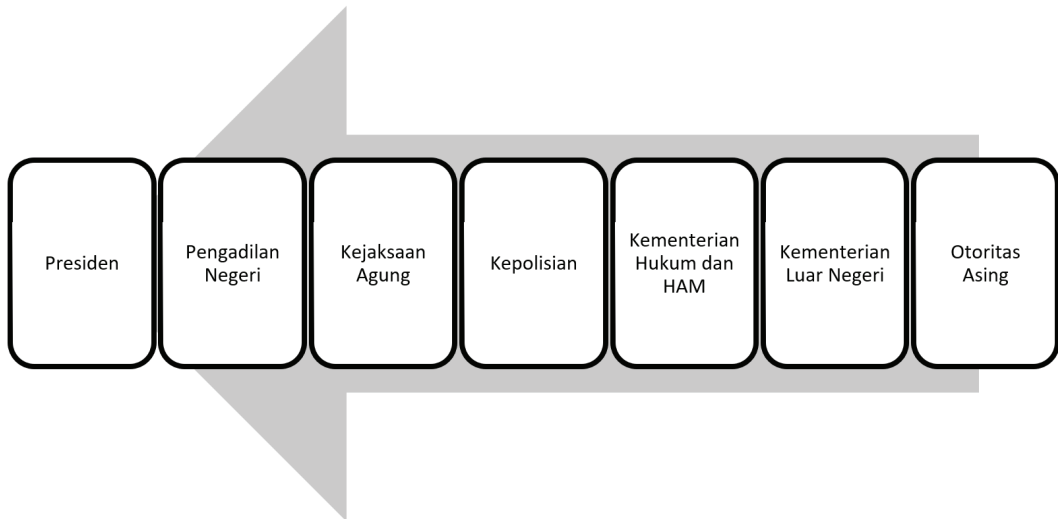 Presiden
Pengadilan
Negeri
Kejaksaan
Agung
Kepolisian
Kementerian
Hukum dan
HAM
Kementerian
Luar Negeri
Otoritas
Asing